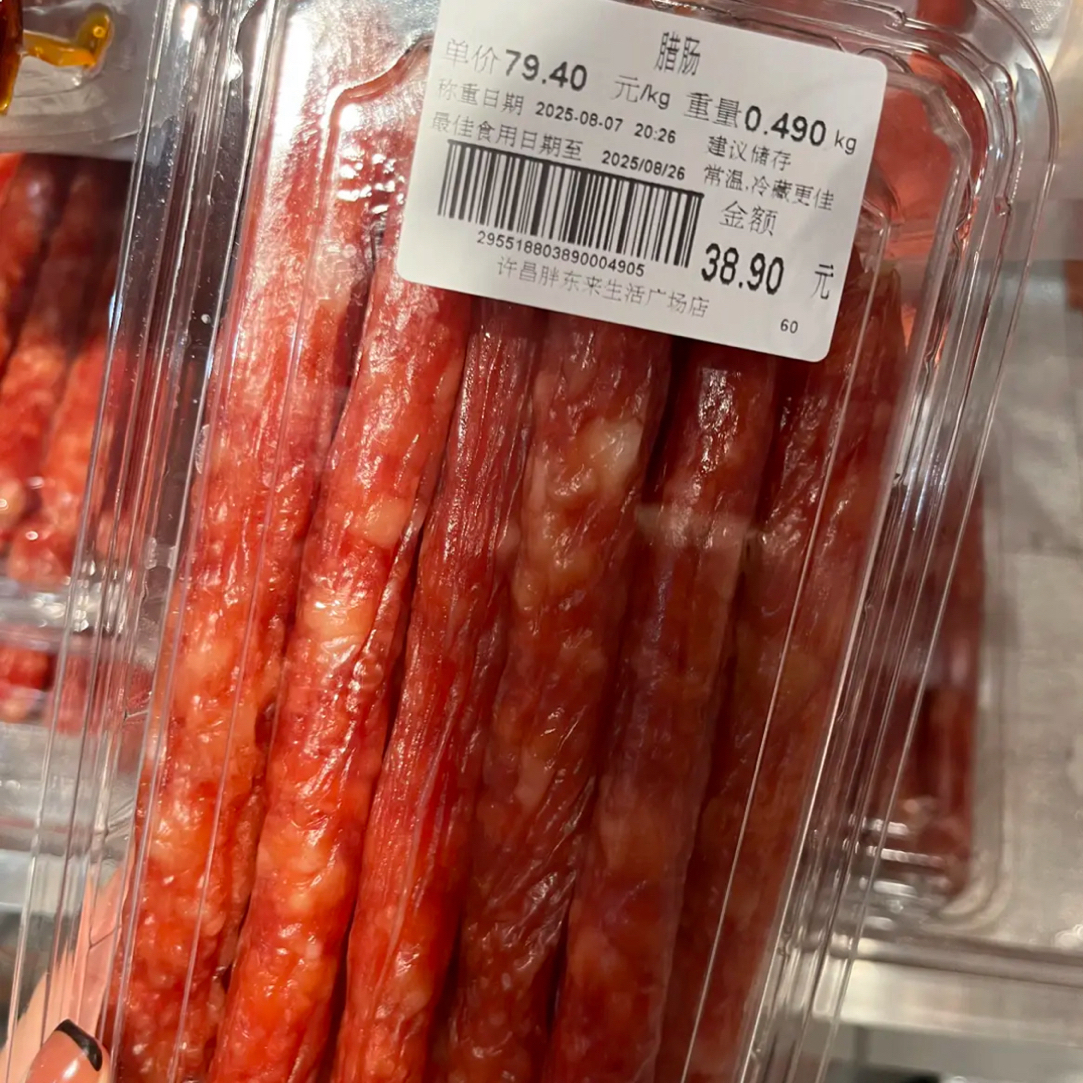 腊肠
单价79.40 元/kg 重量0.490 kg
称重日期 2025-08-07 20:26 建议储存
最佳食用日期至 2025/08/26 常温,冷藏更佳
金额
295518803890004905 38.90 元
许昌胖东来生活广场店 60